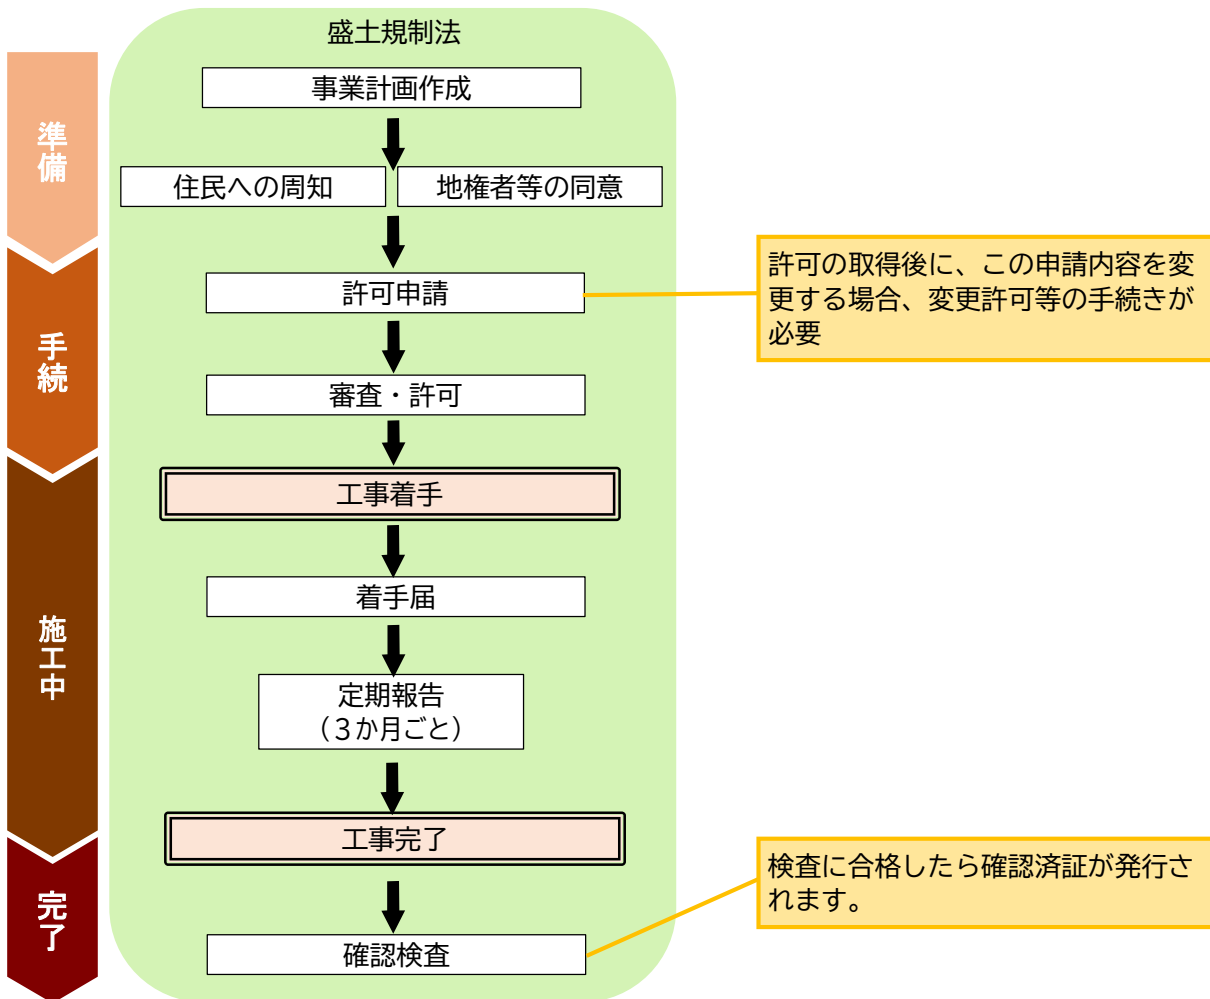 盛土規制法
準備
事業計画作成
住民への周知
地権者等の同意
手続
許可申請
許可の取得後に、この申請内容を変
更する場合、変更許可等の手続きが
必要
審査・許可
施工中
工事着手
着手届
定期報告
（３か月ごと）
工事完了
完了
確認検査
検査に合格したら確認済証が発行さ
れます。